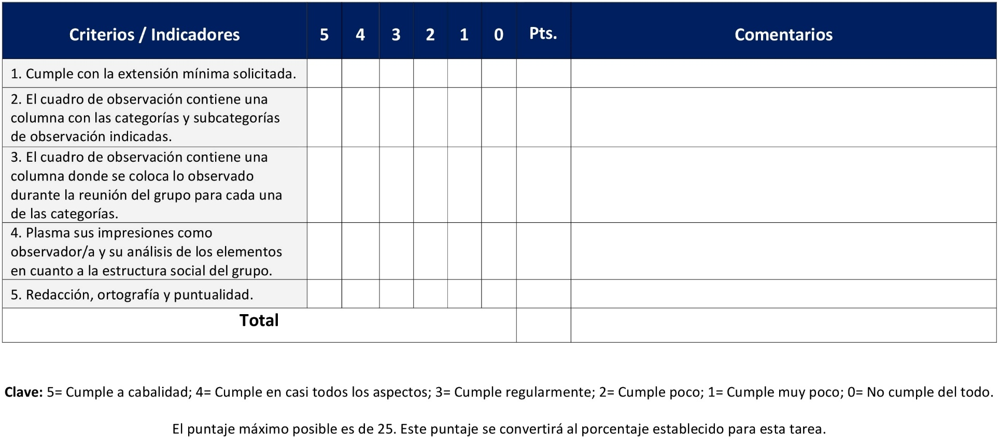 Criterios / Indicadores 5 4 3 2 1 0 Pts. Comentarios
1. Cumple con la extensión mínima solicitada.
2. El cuadro de observación contiene una
columna con las categorías y subcategorías
de observación indicadas.
3. El cuadro de observación contiene una
columna donde se coloca lo observado
durante la reunión del grupo para cada una
de las categorías.
4. Plasma sus impresiones como
observador/a y su análisis de los elementos
en cuanto a la estructura social del grupo.
5. Redacción, ortografía y puntualidad.
Total
Clave: 5= Cumple a cabalidad; 4= Cumple en casi todos los aspectos; 3= Cumple regularmente; 2= Cumple poco; 1= Cumple muy poco; 0= No cumple del todo.
El puntaje máximo posible es de 25. Este puntaje se convertirá al porcentaje establecido para esta tarea.